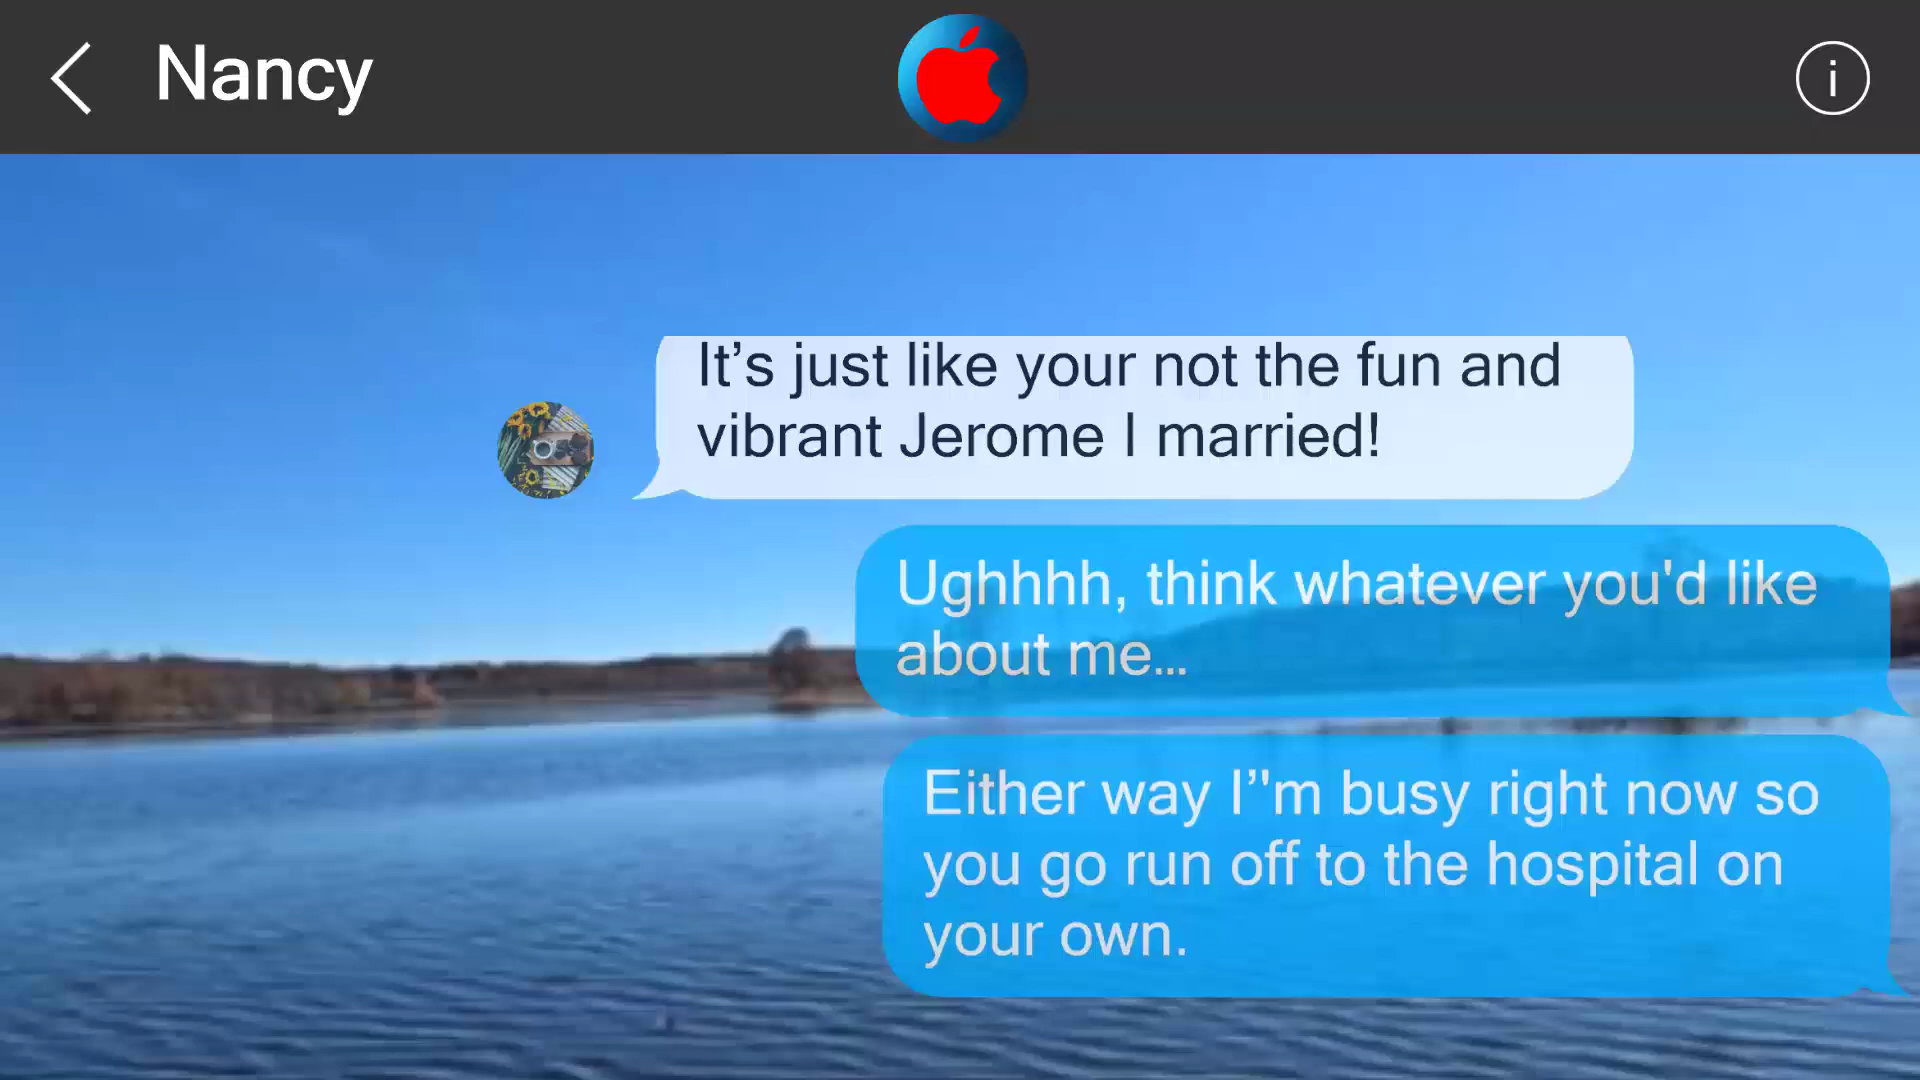 Nancy
i
It’s just like your not the fun and
vibrant Jerome I married!
Ughhhh, think whatever you'd like
about me...
Either way I”m busy right now so
you go run off to the hospital on
your own.